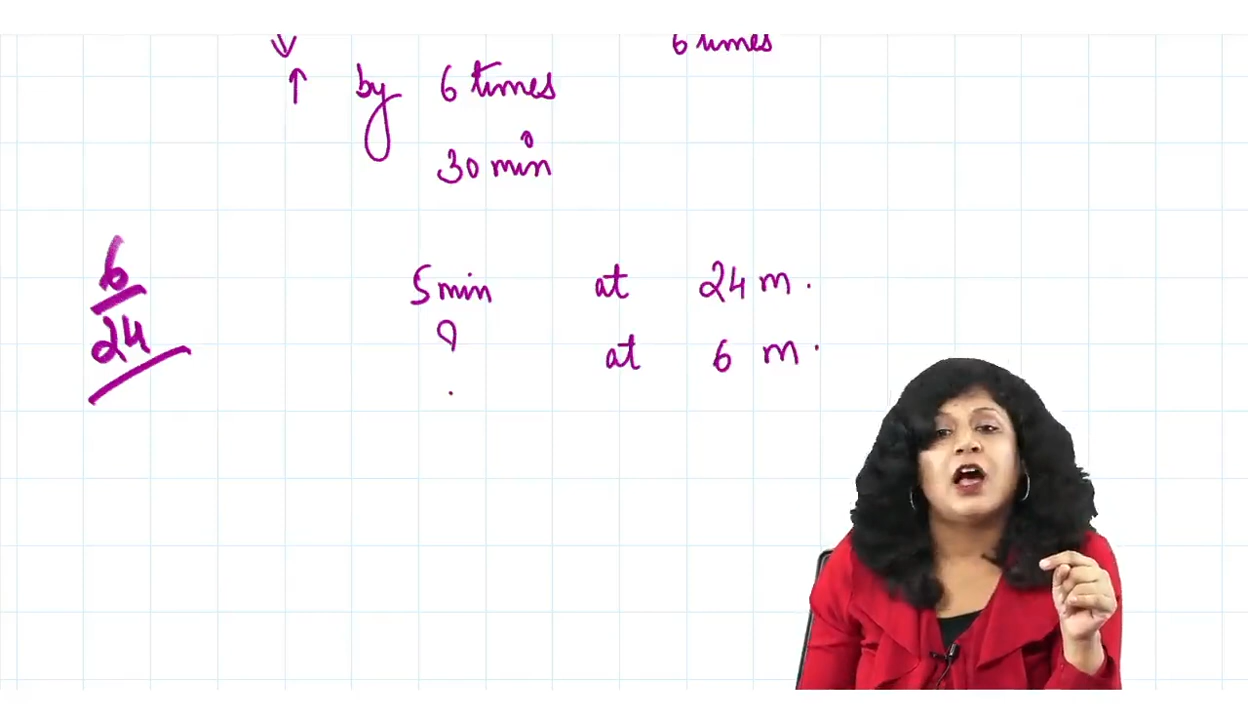 6 times
↑ by 6 times
30 min
6
24
5 min at 24 m.
? at 6 m.